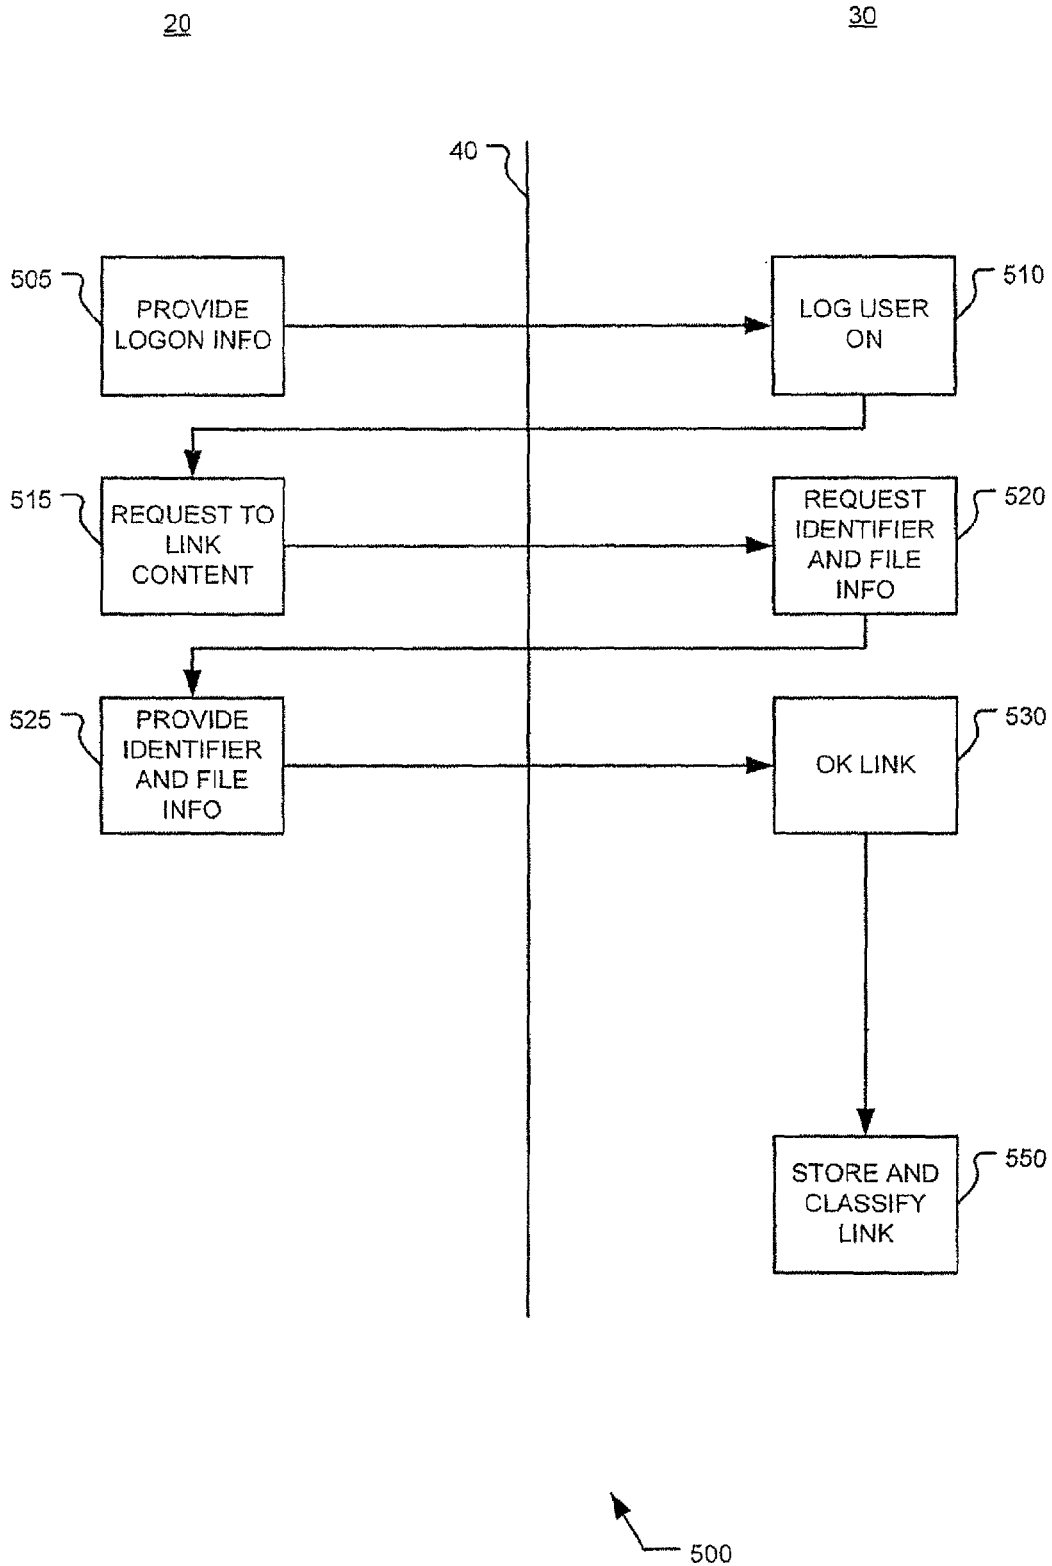 20
30
40
505
PROVIDE
LOGON INFO
LOG USER
ON
510
515
REQUEST TO
LINK
CONTENT
REQUEST
IDENTIFIER
AND FILE
INFO
520
525
PROVIDE
IDENTIFIER
AND FILE
INFO
OK LINK
530
STORE AND
CLASSIFY
LINK
550
500